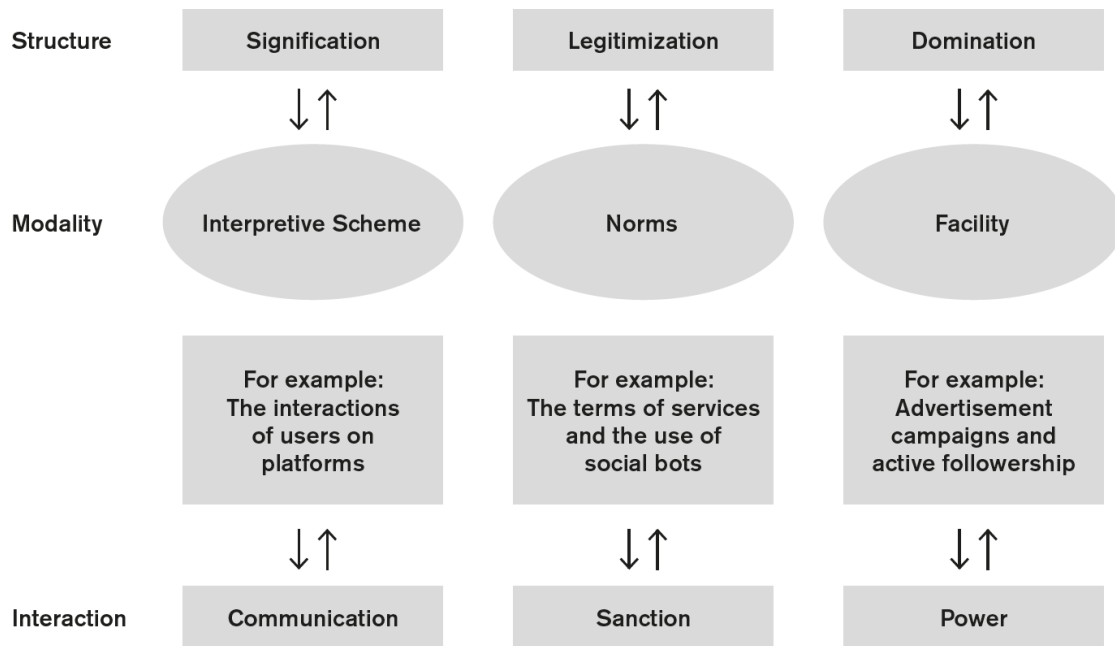 Structure
Signification
Legitimization
Domination
Modality
Interpretive Scheme
Norms
Facility
For example:
The interactions
of users on
platforms
For example:
The terms of services
and the use of
social bots
For example:
Advertisement
campaigns and
active followership
Interaction
Communication
Sanction
Power